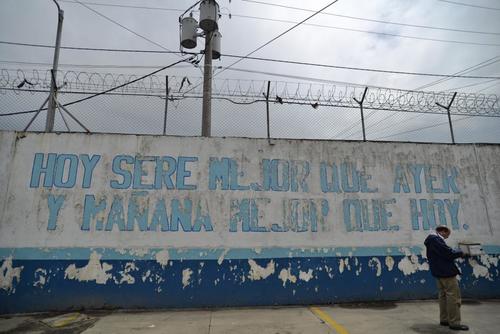 HOY SERE MEJOR QUE AYER
Y MAÑANA MEJOR QUE HOY.